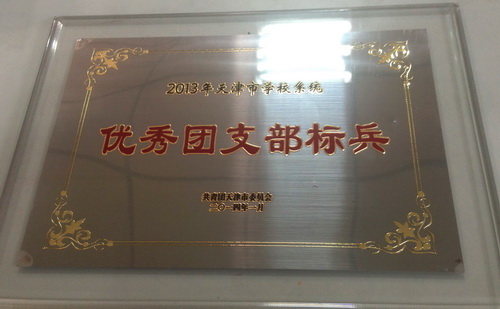 2013年天津市学校系统
优秀团支部标兵
共青团天津市委员会
二〇一四年一月